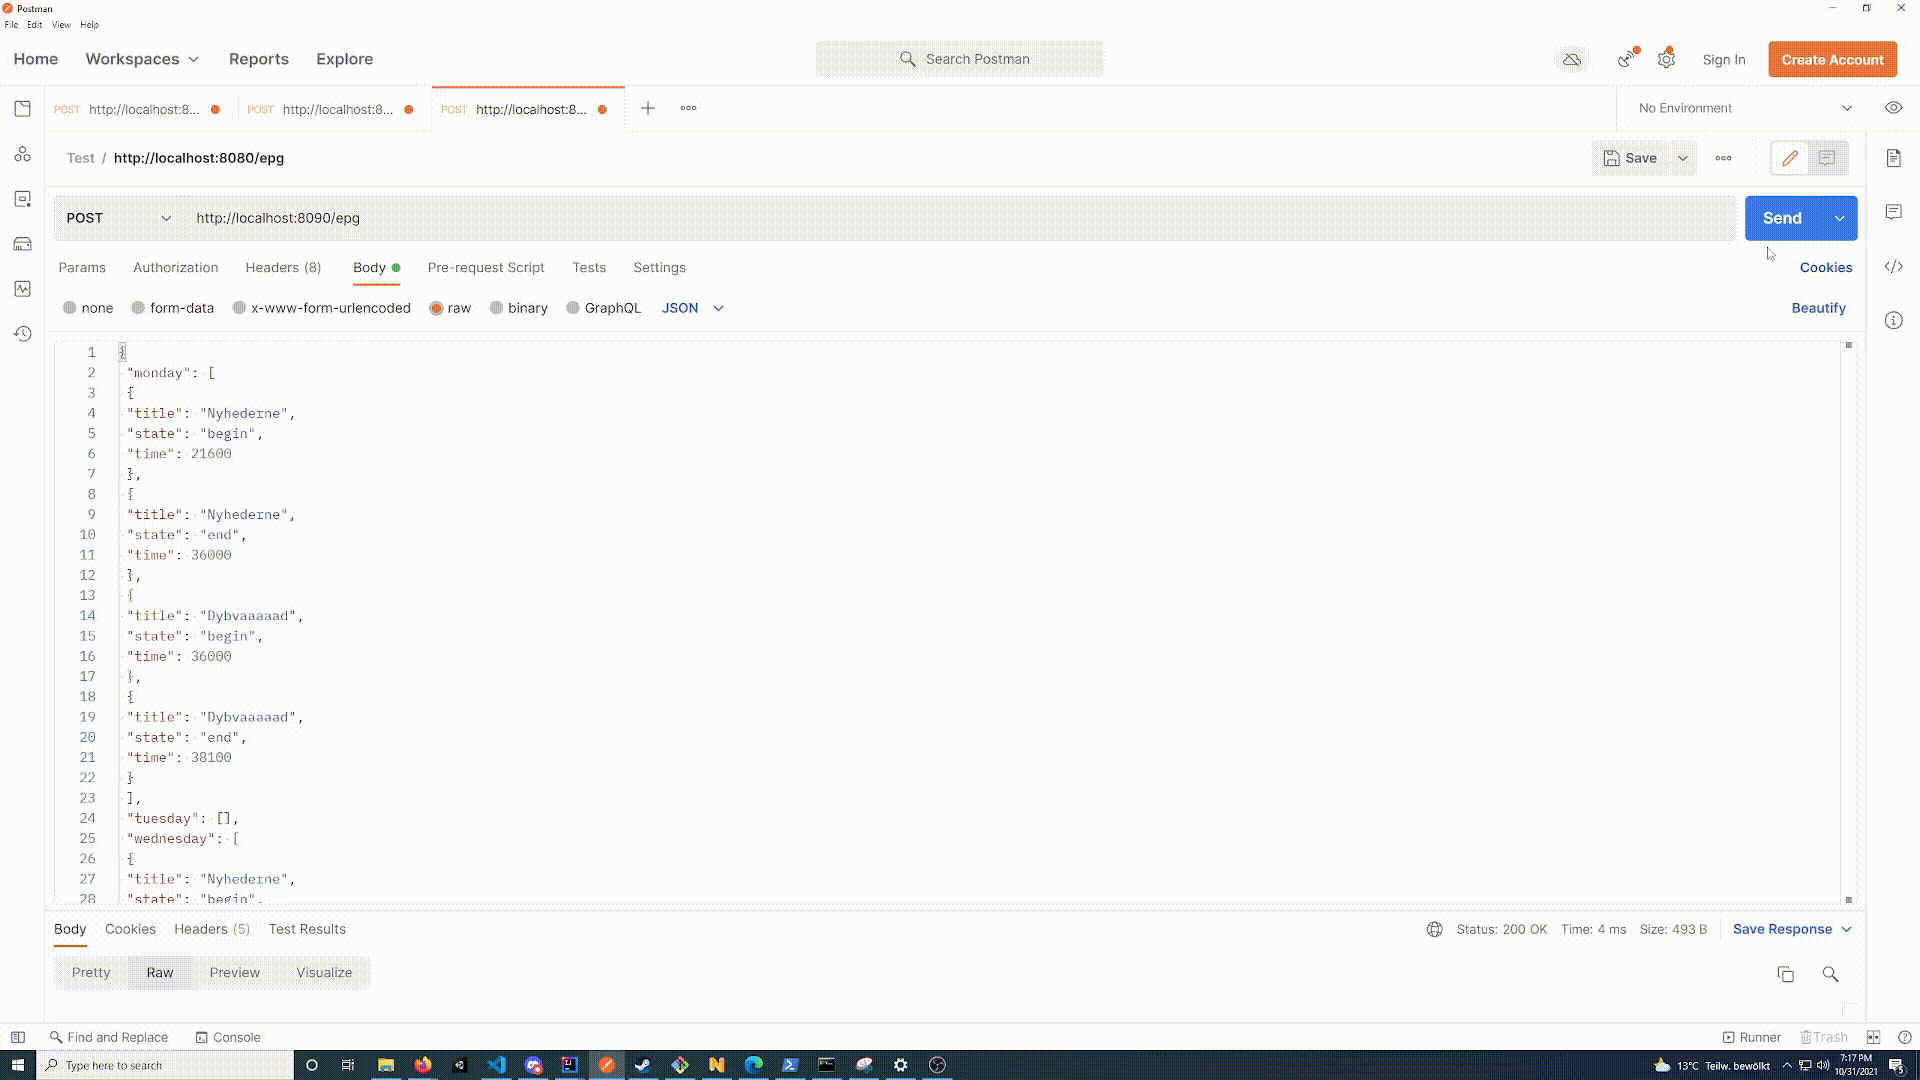 Postman
File Edit View Help
Home Workspaces Reports Explore Search Postman Sign In Create Account
POST http://localhost:8... POST http://localhost:8... POST http://localhost:8... No Environment
Test / http://localhost:8080/epg Save
POST http://localhost:8090/epg Send
Params Authorization Headers (8) Body Pre-request Script Tests Settings Cookies
none form-data x-www-form-urlencoded raw binary GraphQL JSON Beautify
1 {
2 "monday": [
3 {
4 "title": "Nyhederne",
5 "state": "begin",
6 "time": 21600
7 },
8 {
9 "title": "Nyhederne",
10 "state": "end",
11 "time": 36000
12 },
13 {
14 "title": "Dybvaaaaad",
15 "state": "begin",
16 "time": 36000
17 },
18 {
19 "title": "Dybvaaaaad",
20 "state": "end",
21 "time": 38100
22 }
23 ],
24 "tuesday": [],
25 "wednesday": [
26 {
27 "title": "Nyhederne",
28 "state": "begin",
Body Cookies Headers (5) Test Results Status: 200 OK Time: 4 ms Size: 493 B Save Response
Pretty Raw Preview Visualize
Find and Replace Console Runner Trash
Type here to search 13°C Teilw. bewölkt 7:17 PM
10/31/2021 5